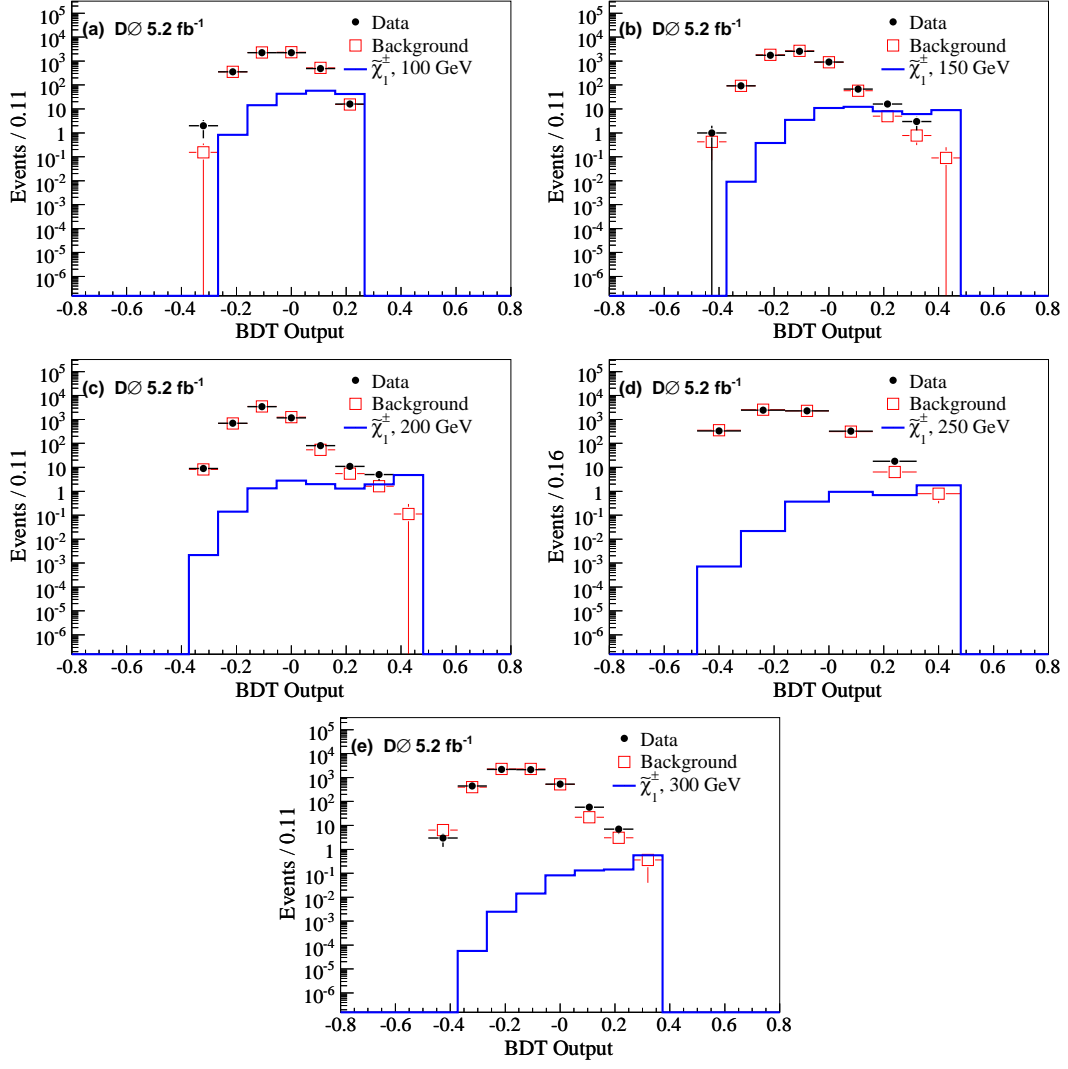 (a) DØ 5.2 fb⁻¹
Data
Background
χ̃₁±, 100 GeV
Events / 0.11
10⁵
10⁴
10³
10²
10
1
10⁻¹
10⁻²
10⁻³
10⁻⁴
10⁻⁵
10⁻⁶
-0.8 -0.6 -0.4 -0.2 -0 0.2 0.4 0.6 0.8
BDT Output
(b) DØ 5.2 fb⁻¹
Data
Background
χ̃₁±, 150 GeV
Events / 0.11
10⁵
10⁴
10³
10²
10
1
10⁻¹
10⁻²
10⁻³
10⁻⁴
10⁻⁵
10⁻⁶
-0.8 -0.6 -0.4 -0.2 -0 0.2 0.4 0.6 0.8
BDT Output
(c) DØ 5.2 fb⁻¹
Data
Background
χ̃₁±, 200 GeV
Events / 0.11
10⁵
10⁴
10³
10²
10
1
10⁻¹
10⁻²
10⁻³
10⁻⁴
10⁻⁵
10⁻⁶
-0.8 -0.6 -0.4 -0.2 -0 0.2 0.4 0.6 0.8
BDT Output
(d) DØ 5.2 fb⁻¹
Data
Background
χ̃₁±, 250 GeV
Events / 0.16
10⁵
10⁴
10³
10²
10
1
10⁻¹
10⁻²
10⁻³
10⁻⁴
10⁻⁵
10⁻⁶
-0.8 -0.6 -0.4 -0.2 -0 0.2 0.4 0.6 0.8
BDT Output
(e) DØ 5.2 fb⁻¹
Data
Background
χ̃₁±, 300 GeV
Events / 0.11
10⁵
10⁴
10³
10²
10
1
10⁻¹
10⁻²
10⁻³
10⁻⁴
10⁻⁵
10⁻⁶
-0.8 -0.6 -0.4 -0.2 -0 0.2 0.4 0.6 0.8
BDT Output